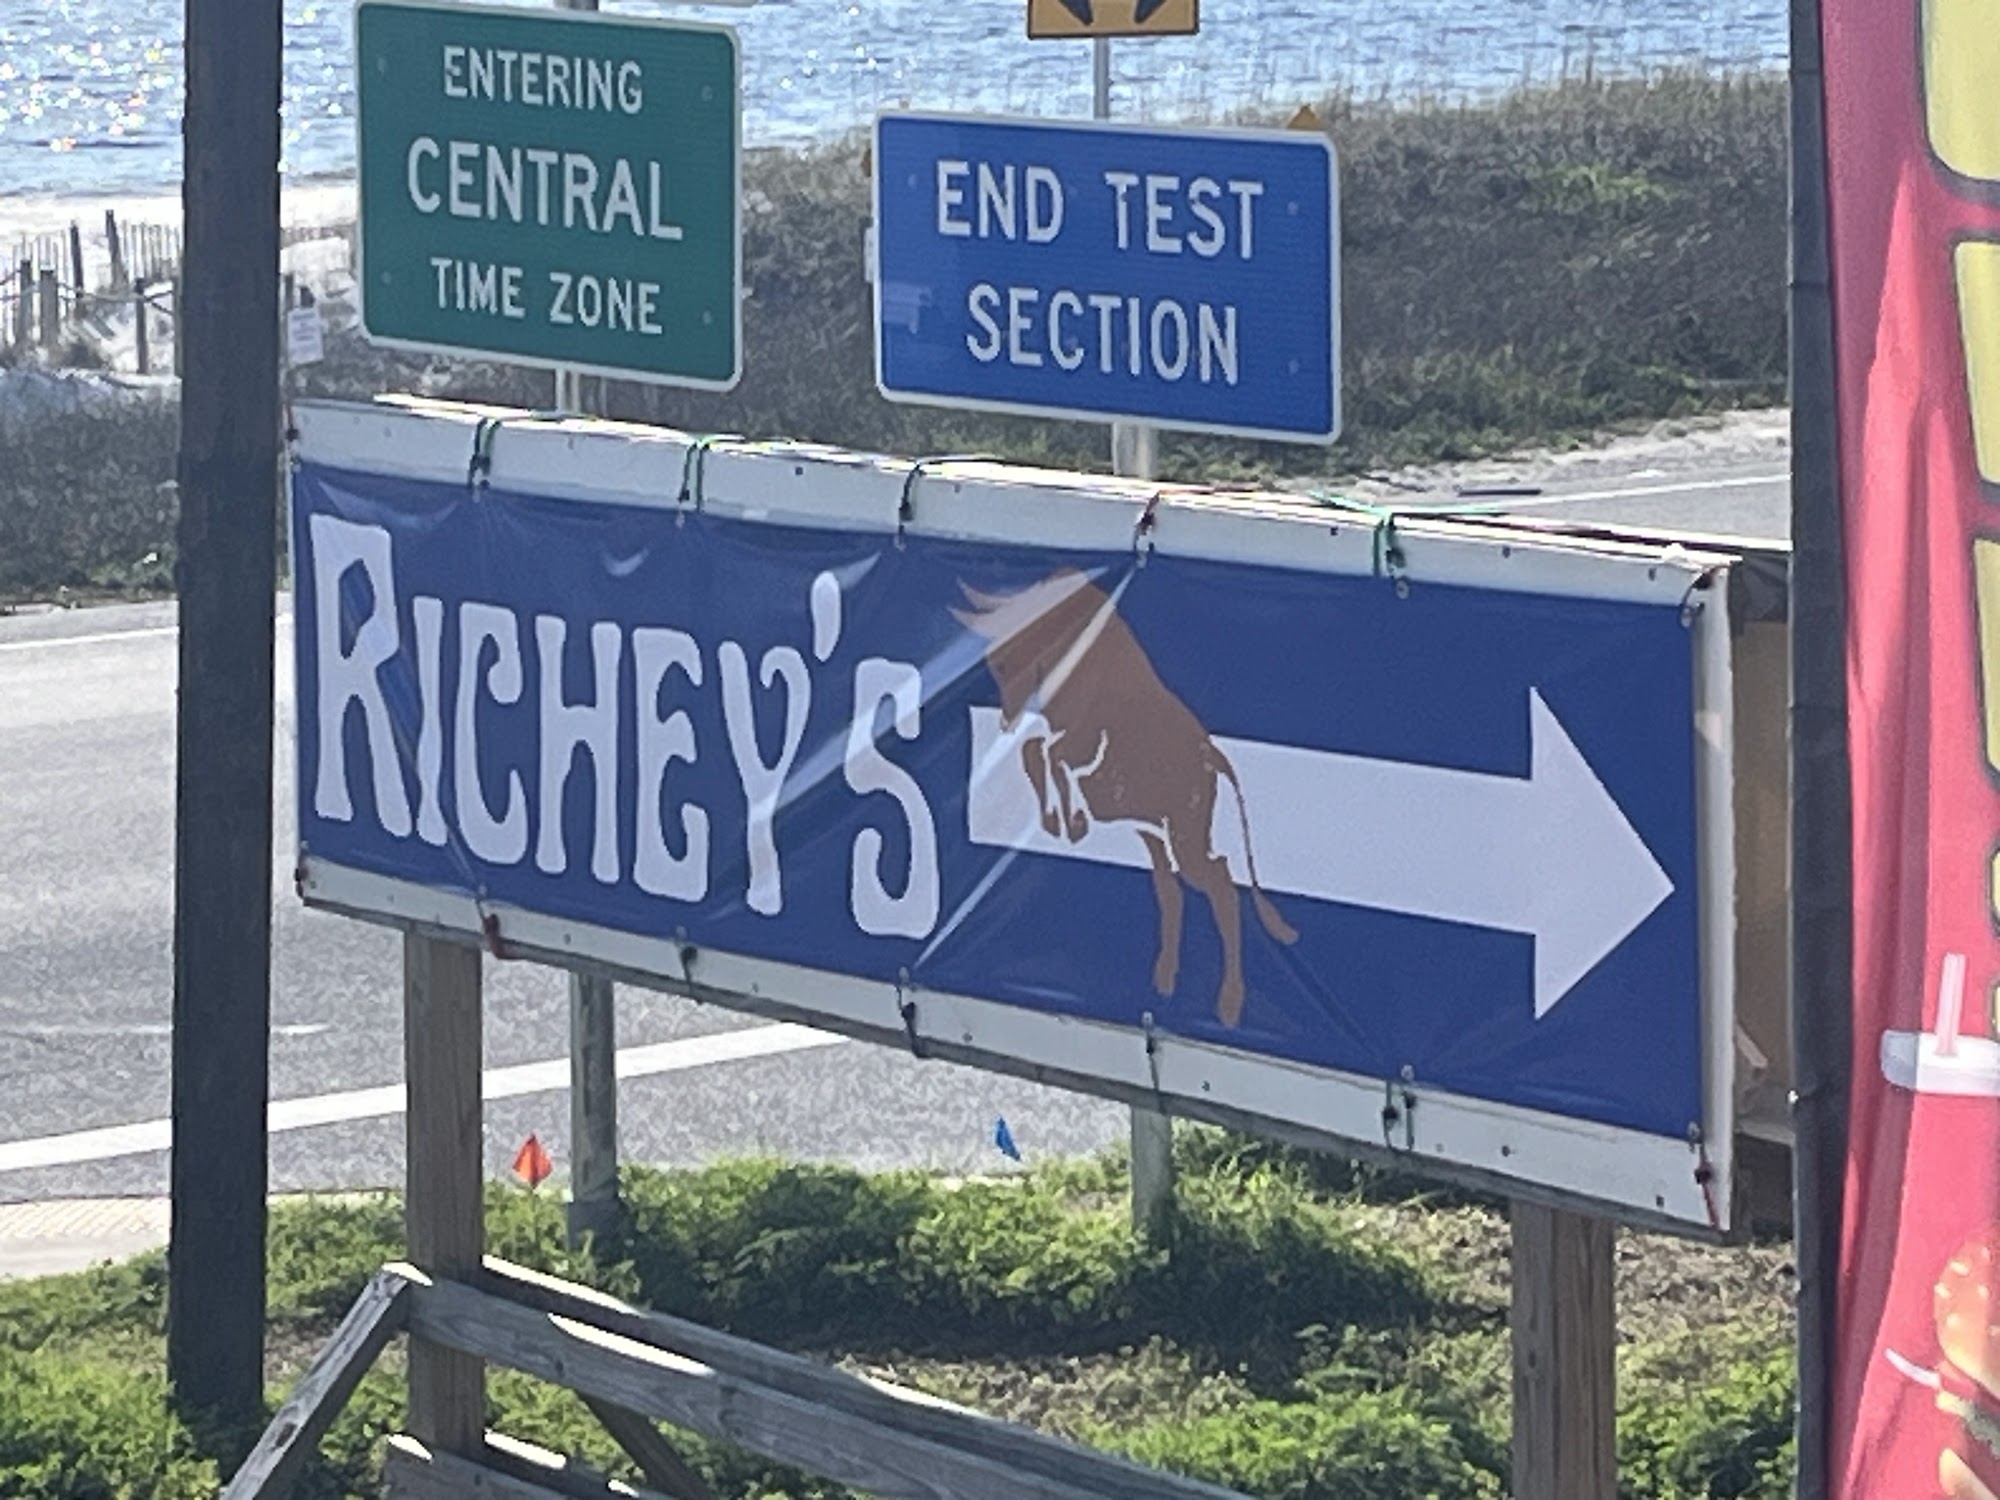 ENTERING
CENTRAL
TIME ZONE
END TEST
SECTION
RICHEY'S